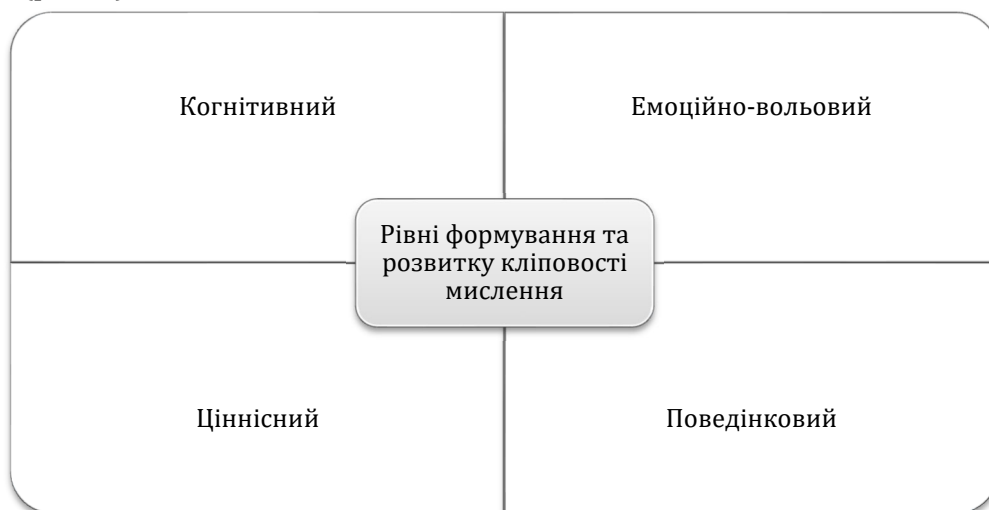 Когнітивний
Емоційно-вольовий
Рівні формування та
розвитку кліповості
мислення
Ціннісний
Поведінковий